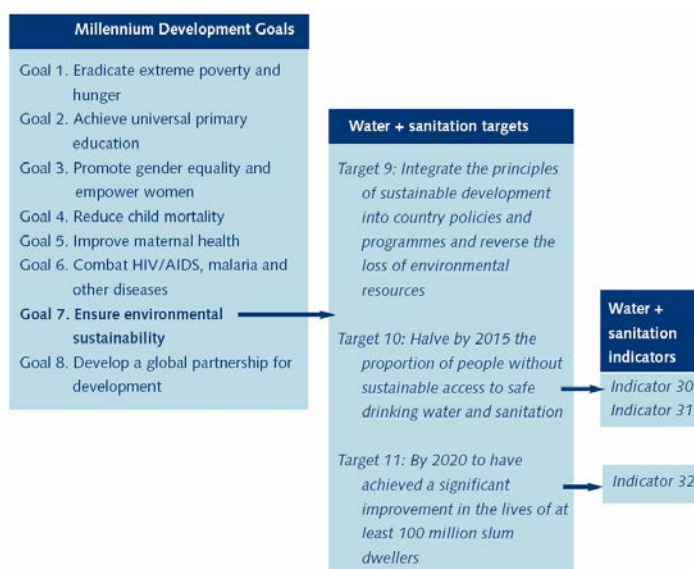 Millennium Development Goals
Goal 1. Eradicate extreme poverty and
hunger
Goal 2. Achieve universal primary
education
Goal 3. Promote gender equality and
empower women
Goal 4. Reduce child mortality
Goal 5. Improve maternal health
Goal 6. Combat HIV/AIDS, malaria and
other diseases
Goal 7. Ensure environmental
sustainability
Goal 8. Develop a global partnership for
development
Water + sanitation targets
Target 9: Integrate the principles
of sustainable development
into country policies and
programmes and reverse the
loss of environmental
resources
Target 10: Halve by 2015 the
proportion of people without
sustainable access to safe
drinking water and sanitation
Target 11: By 2020 to have
achieved a significant
improvement in the lives of at
least 100 million slum
dwellers
Water +
sanitation
indicators
Indicator 30
Indicator 31
Indicator 32